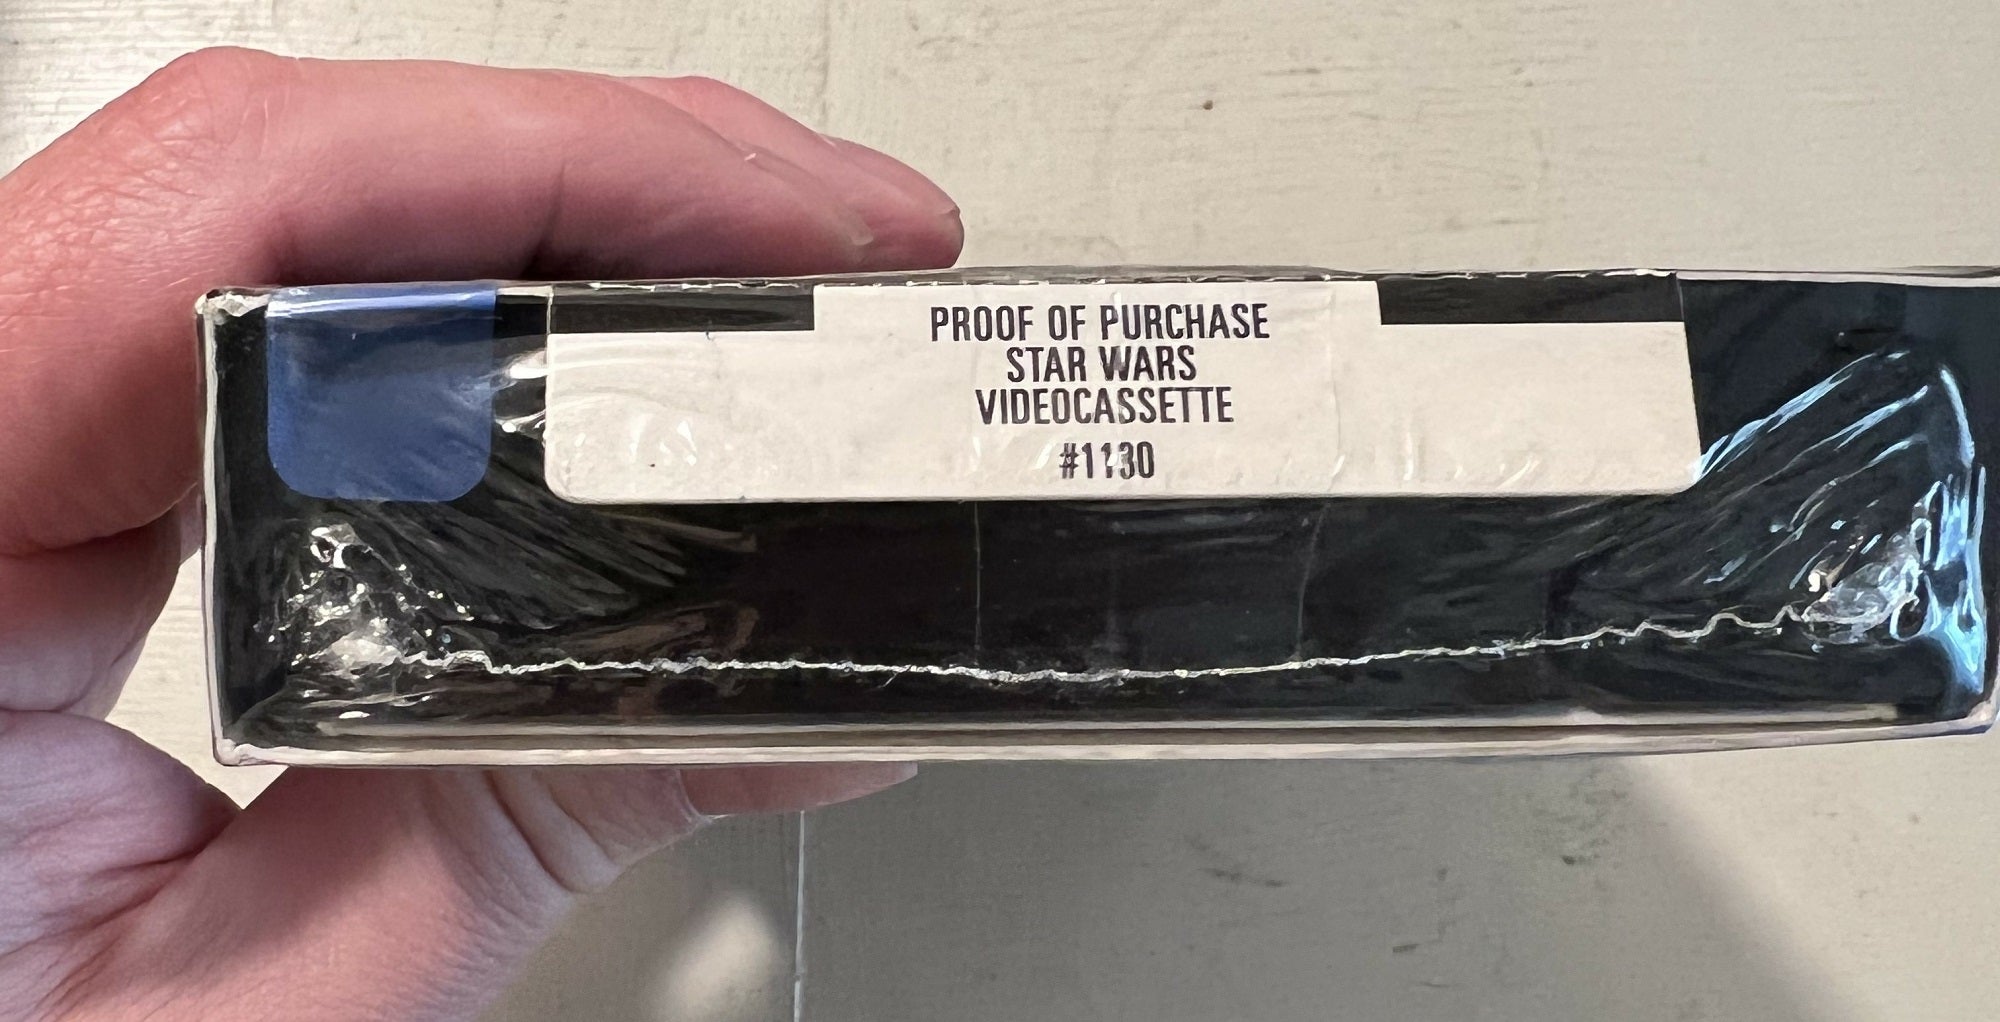 PROOF OF PURCHASE
STAR WARS
VIDEOCASSETTE
#1130